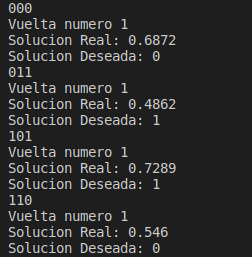 000
Vuelta numero 1
Solucion Real: 0.6872
Solucion Deseada: 0
011
Vuelta numero 1
Solucion Real: 0.4862
Solucion Deseada: 1
101
Vuelta numero 1
Solucion Real: 0.7289
Solucion Deseada: 1
110
Vuelta numero 1
Solucion Real: 0.546
Solucion Deseada: 0